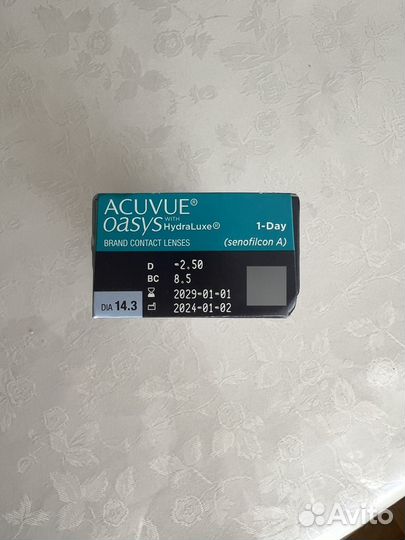 ACUVUE®
OASYS WITH HydraLuxe® 1-Day
BRAND CONTACT LENSES (senofilcon A)
D -2.50
BC 8.5
2029-01-01
DIA 14.3 2024-01-02
Avito